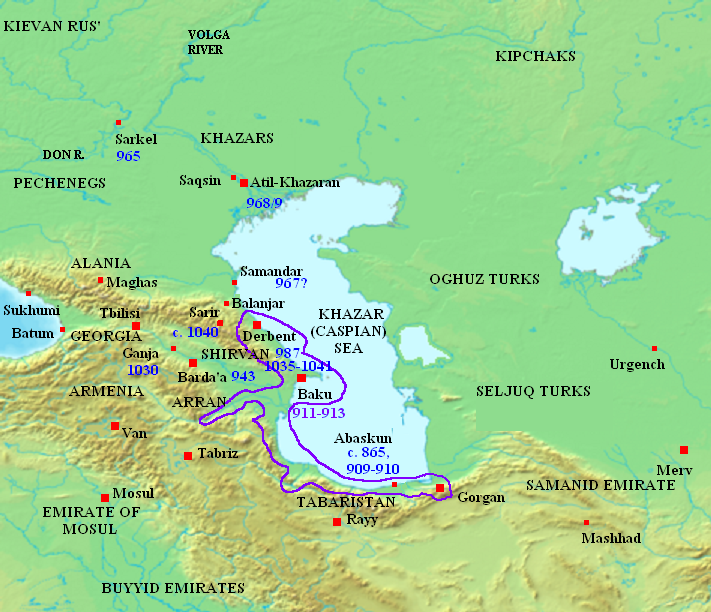 KIEVAN RUS'
VOLGA
RIVER
KIPCHAKS
Sarkel
965
KHAZARS
DON R.
PECHENEGS
Saqsin
Atil-Khazaran
968/9
ALANIA
Maghas
Samandar
967?
OGHUZ TURKS
Sukhumi
Batum
Tbilisi
GEORGIA
Sarir
c. 1040
Balanjar
KHAZAR
(CASPIAN)
SEA
Derbent
SHIRVAN
987
1035-1041
Ganja
1030
Barda'a
943
Urgench
ARMENIA
ARRAN
Baku
911-913
SELJUQ TURKS
Van
Tabriz
Abaskun
c. 865,
909-910
Merv
Mosul
EMIRATE OF
MOSUL
TABARISTAN
Gorgan
SAMANID EMIRATE
Rayy
Mashhad
BUYYID EMIRATES